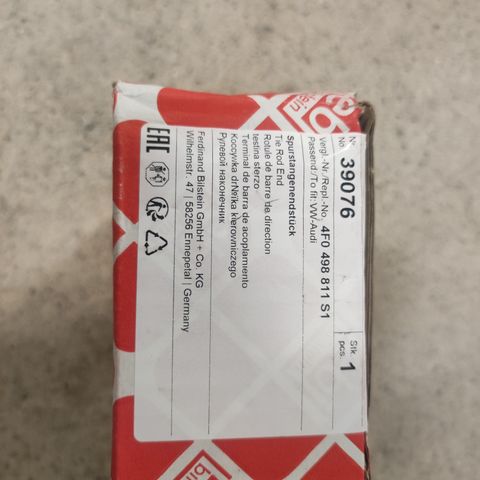 febi
bilstein
N°
No. 39076
Stk.
pcs. 1
Vergl.-Nr./Repl.-No. 4F0 498 811 S1
Passend./To fit: VW-Audi
Spurstangenendstück
Tie Rod End
Rotule de barre de direction
testina sterzo
Terminal de barra de acoplamiento
Końcówka drążka kierowniczego
Рулевой наконечник
Ferdinand Bilstein GmbH + Co. KG
Wilhelmstr. 47 | 58256 Ennepetal | Germany
EAC